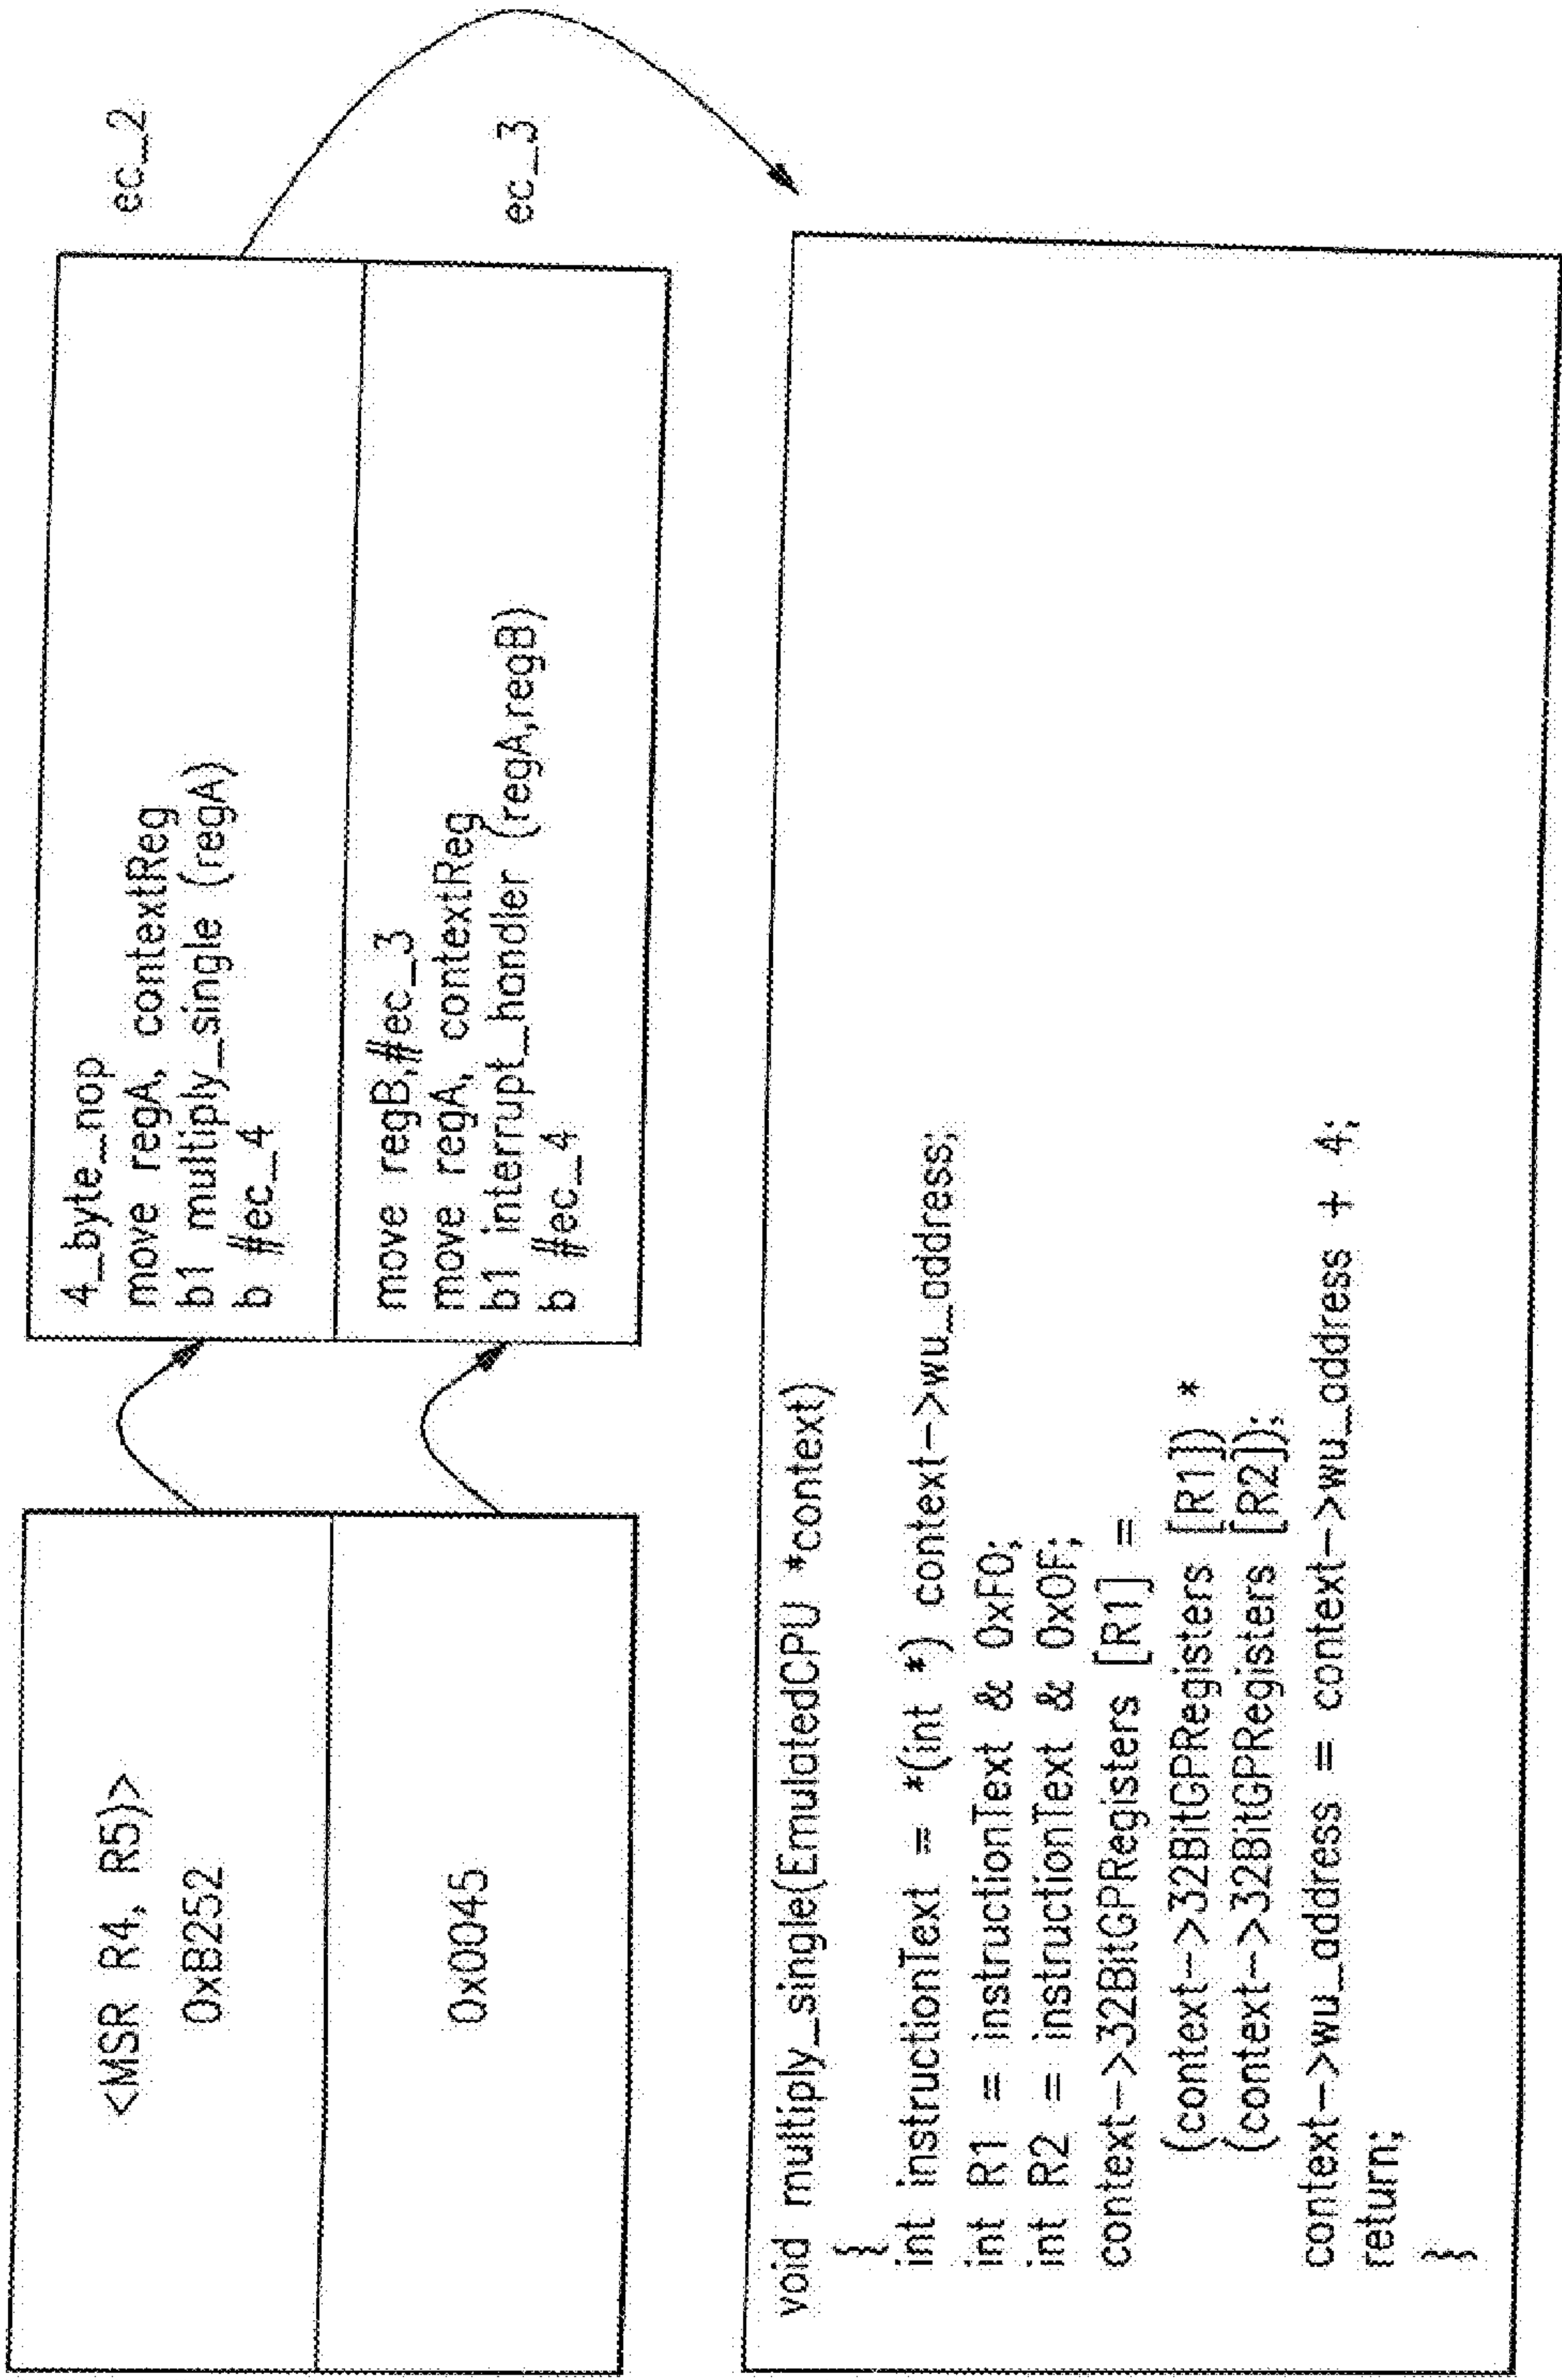 <MSR R4, R5)>
0xB252
0x0045
4_byte_nop
move regA, contextReg
b1 multiply_single (regA)
b #ec_4
ec_2
move regB,#ec_3
move regA, contextReg
b1 interrupt_handler (regA,regB)
b #ec_4
ec_3
void multiply_single(EmulatedCPU *context)
{
int instructionText = *(int *) context->wu_address;
int R1 = instructionText & 0xF0;
int R2 = instructionText & 0x0F;
context->32BitGPRegisters [R1] =
(context->32BitGPRegisters [R1]) *
(context->32BitGPRegisters [R2]);
context->wu_address = context->wu_address + 4;
return;
}